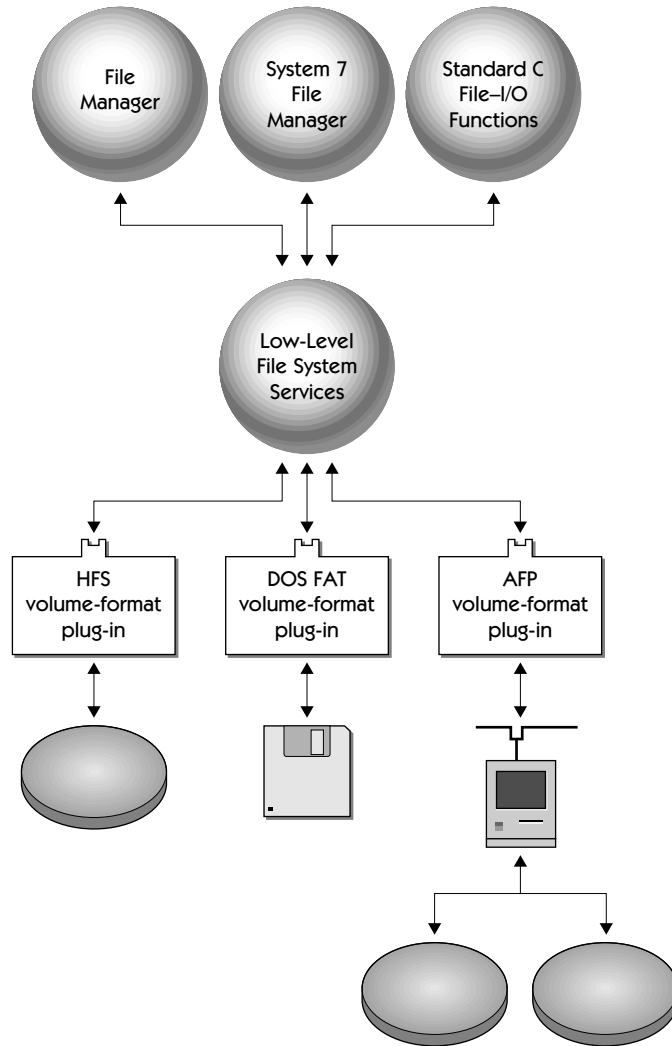 File
Manager
System 7
File
Manager
Standard C
File–I/O
Functions
Low-Level
File System
Services
HFS
volume-format
plug-in
DOS FAT
volume-format
plug-in
AFP
volume-format
plug-in